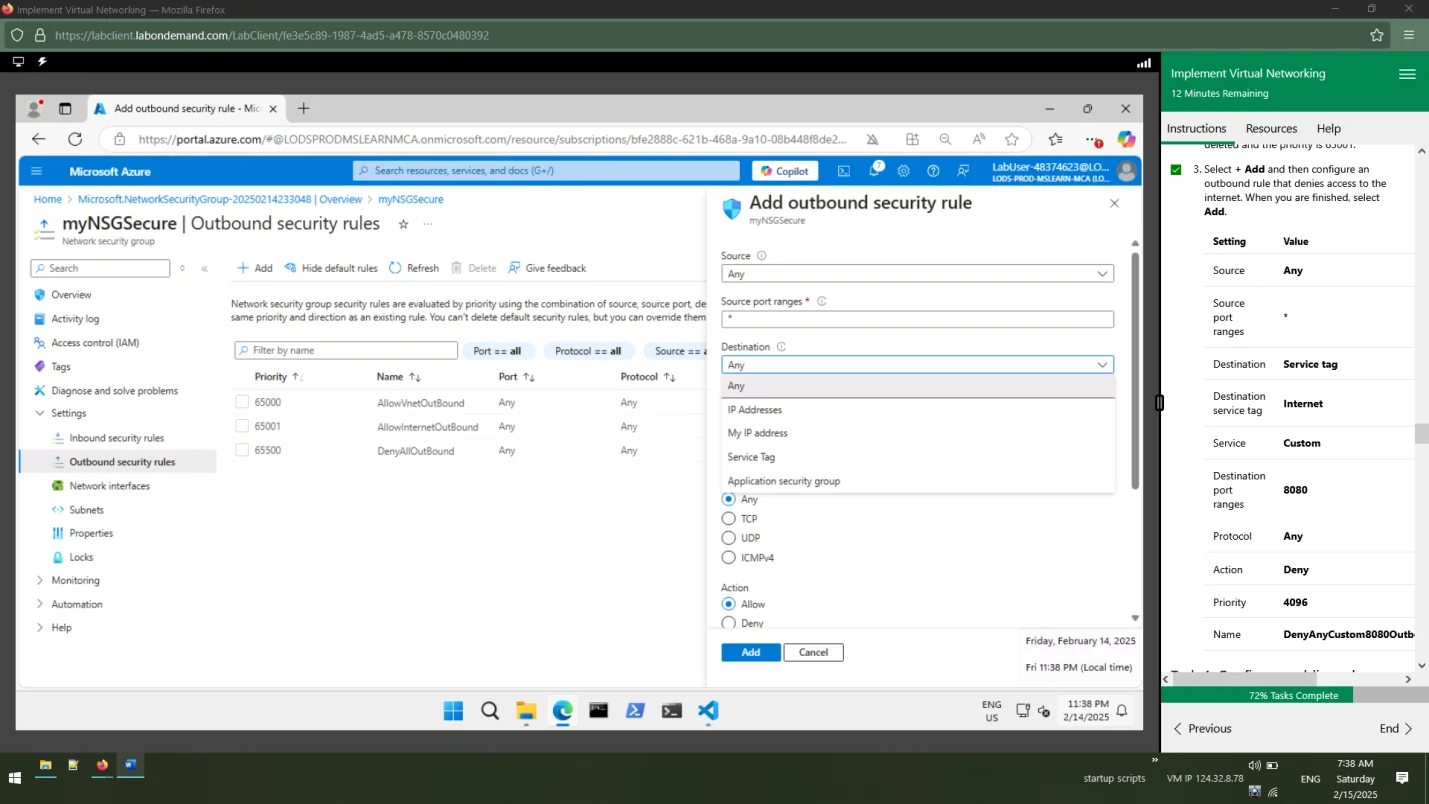 Implement Virtual Networking — Mozilla Firefox
https://labclient.labondemand.com/LabClient/fe3e5c89-1987-4ad5-a478-8570c0480392
Add outbound security rule - Mic
https://portal.azure.com/#@LODSPRODMSLEARNMCA.onmicrosoft.com/resource/subscriptions/bfe2888c-621b-468a-9a10-08b448f8de2...
Microsoft Azure
Search resources, services, and docs (G+/)
Copilot
7
LabUser-48374623@LO...
LODS-PROD-MSLEARN-MCA (LO...
Home > Microsoft.NetworkSecurityGroup-20250214233048 | Overview > myNSGSecure
myNSGSecure | Outbound security rules
Network security group
Search
Overview
Activity log
Access control (IAM)
Tags
Diagnose and solve problems
Settings
Inbound security rules
Outbound security rules
Network interfaces
Subnets
Properties
Locks
Monitoring
Automation
Help
Add Hide default rules Refresh Delete Give feedback
Network security group security rules are evaluated by priority using the combination of source, source port, de
same priority and direction as an existing rule. You can't delete default security rules, but you can override them
Filter by name Port == all Protocol == all Source == a
Priority Name Port Protocol
65000 AllowVnetOutBound Any Any
65001 AllowInternetOutBound Any Any
65500 DenyAllOutBound Any Any
Add outbound security rule
myNSGSecure
Source
Any
Source port ranges *
*
Destination
Any
Any
IP Addresses
My IP address
Service Tag
Application security group
Any
TCP
UDP
ICMPv4
Action
Allow
Deny
Add Cancel
Friday, February 14, 2025
Fri 11:38 PM (Local time)
ENG
US
11:38 PM
2/14/2025
Implement Virtual Networking
12 Minutes Remaining
Instructions Resources Help
deleted and the priority is 65001.
3. Select + Add and then configure an
outbound rule that denies access to the
internet. When you are finished, select
Add.
Setting Value
Source Any
Source
port
ranges
*
Destination Service tag
Destination
service tag
Internet
Service Custom
Destination
port
ranges
8080
Protocol Any
Action Deny
Priority 4096
Name DenyAnyCustom8080Outb
72% Tasks Complete
Previous End
startup scripts
VM IP 124.32.8.78
ENG
7:38 AM
Saturday
2/15/2025